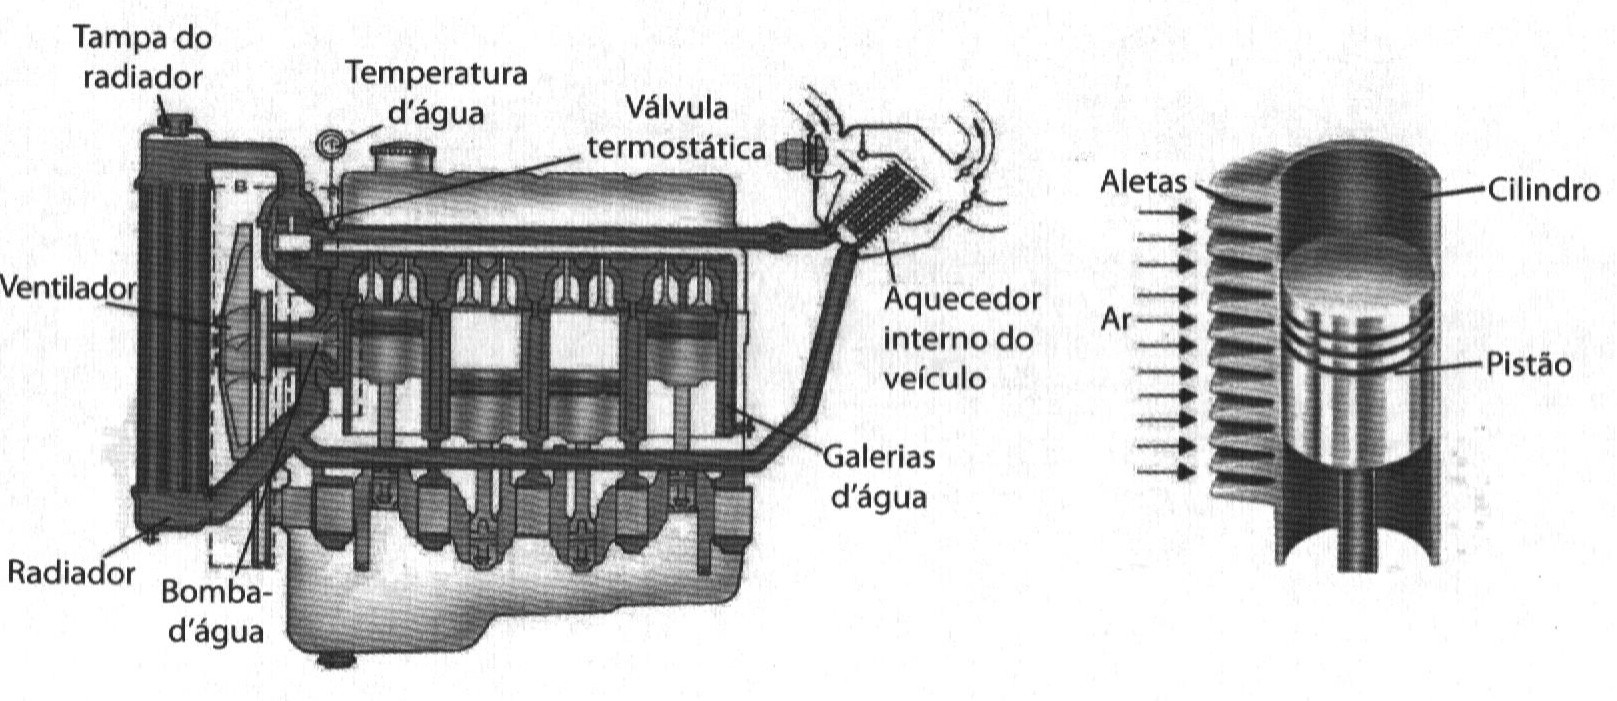 Tampa do
radiador
Temperatura
d'água
Válvula
termostática
B
Ventilador
Aquecedor
interno do
veículo
Galerias
d'água
Radiador
Bomba-
d'água
Aletas
Cilindro
Ar
Pistão